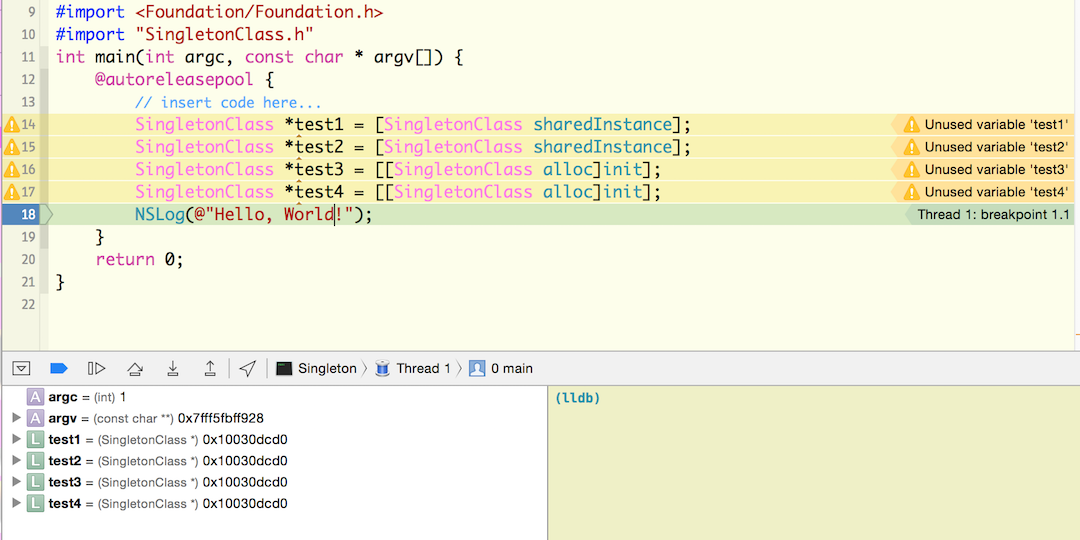 9 #import <Foundation/Foundation.h>
10 #import "SingletonClass.h"
11 int main(int argc, const char * argv[]) {
12 @autoreleasepool {
13 // insert code here...
14 SingletonClass *test1 = [SingletonClass sharedInstance]; Unused variable 'test1'
15 SingletonClass *test2 = [SingletonClass sharedInstance]; Unused variable 'test2'
16 SingletonClass *test3 = [[SingletonClass alloc]init]; Unused variable 'test3'
17 SingletonClass *test4 = [[SingletonClass alloc]init]; Unused variable 'test4'
18 NSLog(@"Hello, World!"); Thread 1: breakpoint 1.1
19 }
20 return 0;
21 }
22
Singleton Thread 1 0 main
A argc = (int) 1
A argv = (const char **) 0x7fff5fbff928
L test1 = (SingletonClass *) 0x10030dcd0
L test2 = (SingletonClass *) 0x10030dcd0
L test3 = (SingletonClass *) 0x10030dcd0
L test4 = (SingletonClass *) 0x10030dcd0
(lldb)